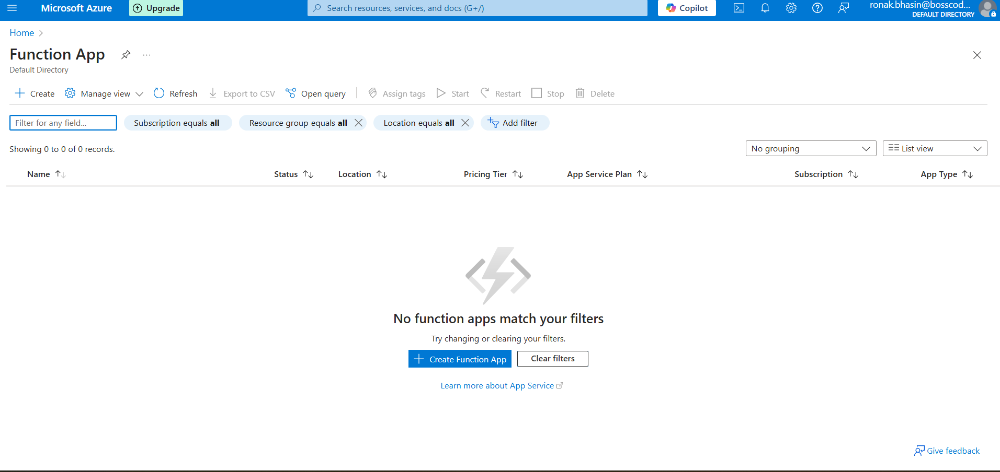 Microsoft Azure
Upgrade
Search resources, services, and docs (G+/)
Copilot
ronak.bhasin@bosscod...
DEFAULT DIRECTORY
Home
Function App
...
Default Directory
Create
Manage view
Refresh
Export to CSV
Open query
Assign tags
Start
Restart
Stop
Delete
Filter for any field...
Subscription equals all
Resource group equals all
Location equals all
Add filter
Showing 0 to 0 of 0 records.
No grouping
List view
Name
Status
Location
Pricing Tier
App Service Plan
Subscription
App Type
No function apps match your filters
Try changing or clearing your filters.
Create Function App
Clear filters
Learn more about App Service
Give feedback